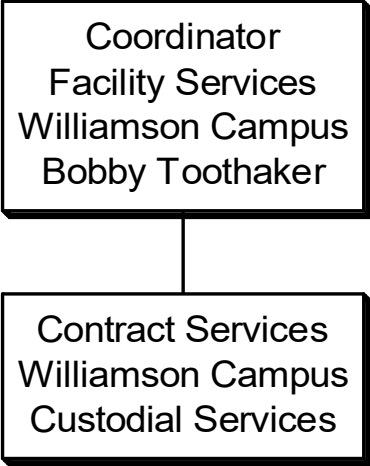 Coordinator
Facility Services
Williamson Campus
Bobby Toothaker
Contract Services
Williamson Campus
Custodial Services